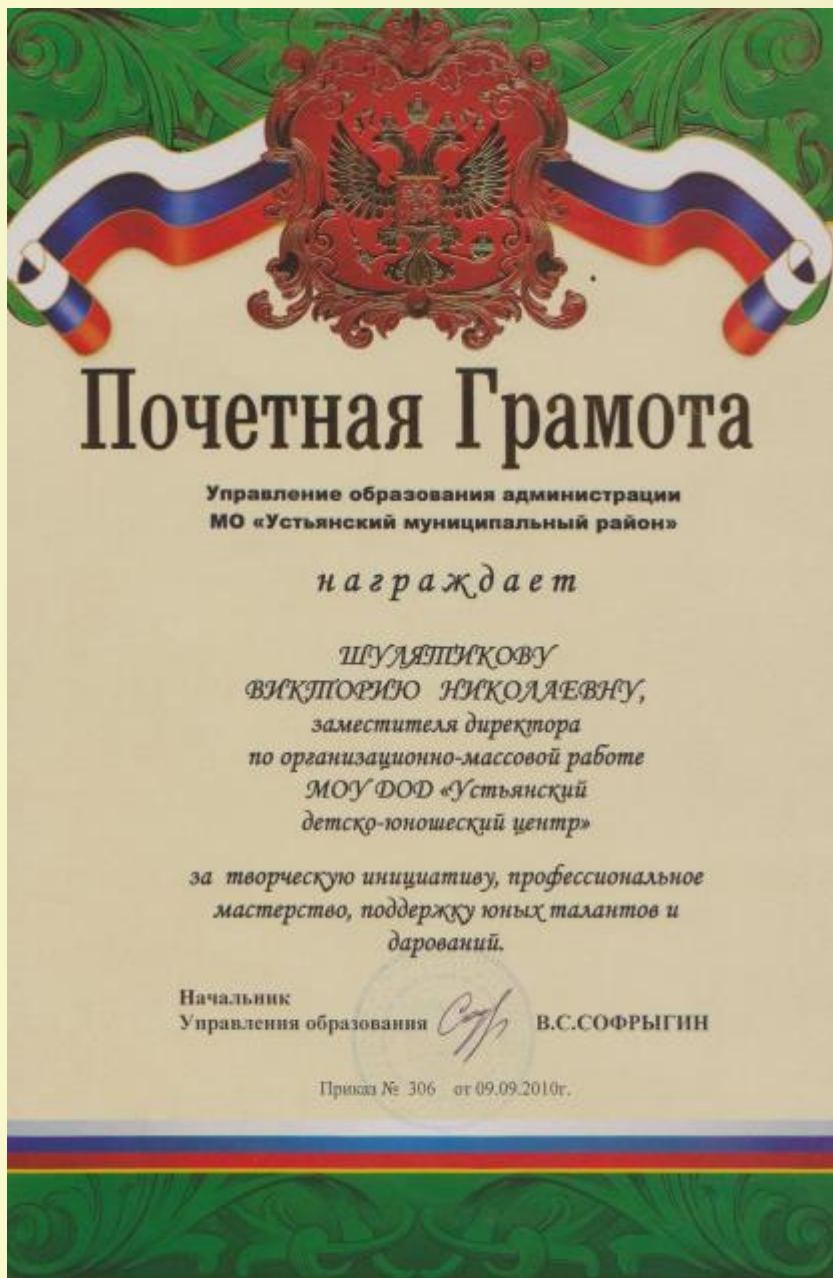 Почетная Грамота
Управление образования администрации
МО «Устьянский муниципальный район»
награждает
ШУЛЯТИКОВУ
ВИКТОРИЮ НИКОЛАЕВНУ,
заместителя директора
по организационно-массовой работе
МОУ ДОД «Устьянский
детско-юношеский центр»
за творческую инициативу, профессиональное
мастерство, поддержку юных талантов и
дарований.
Начальник
Управления образования В.С.СОФРЫГИН
Приказ № 306 от 09.09.2010г.